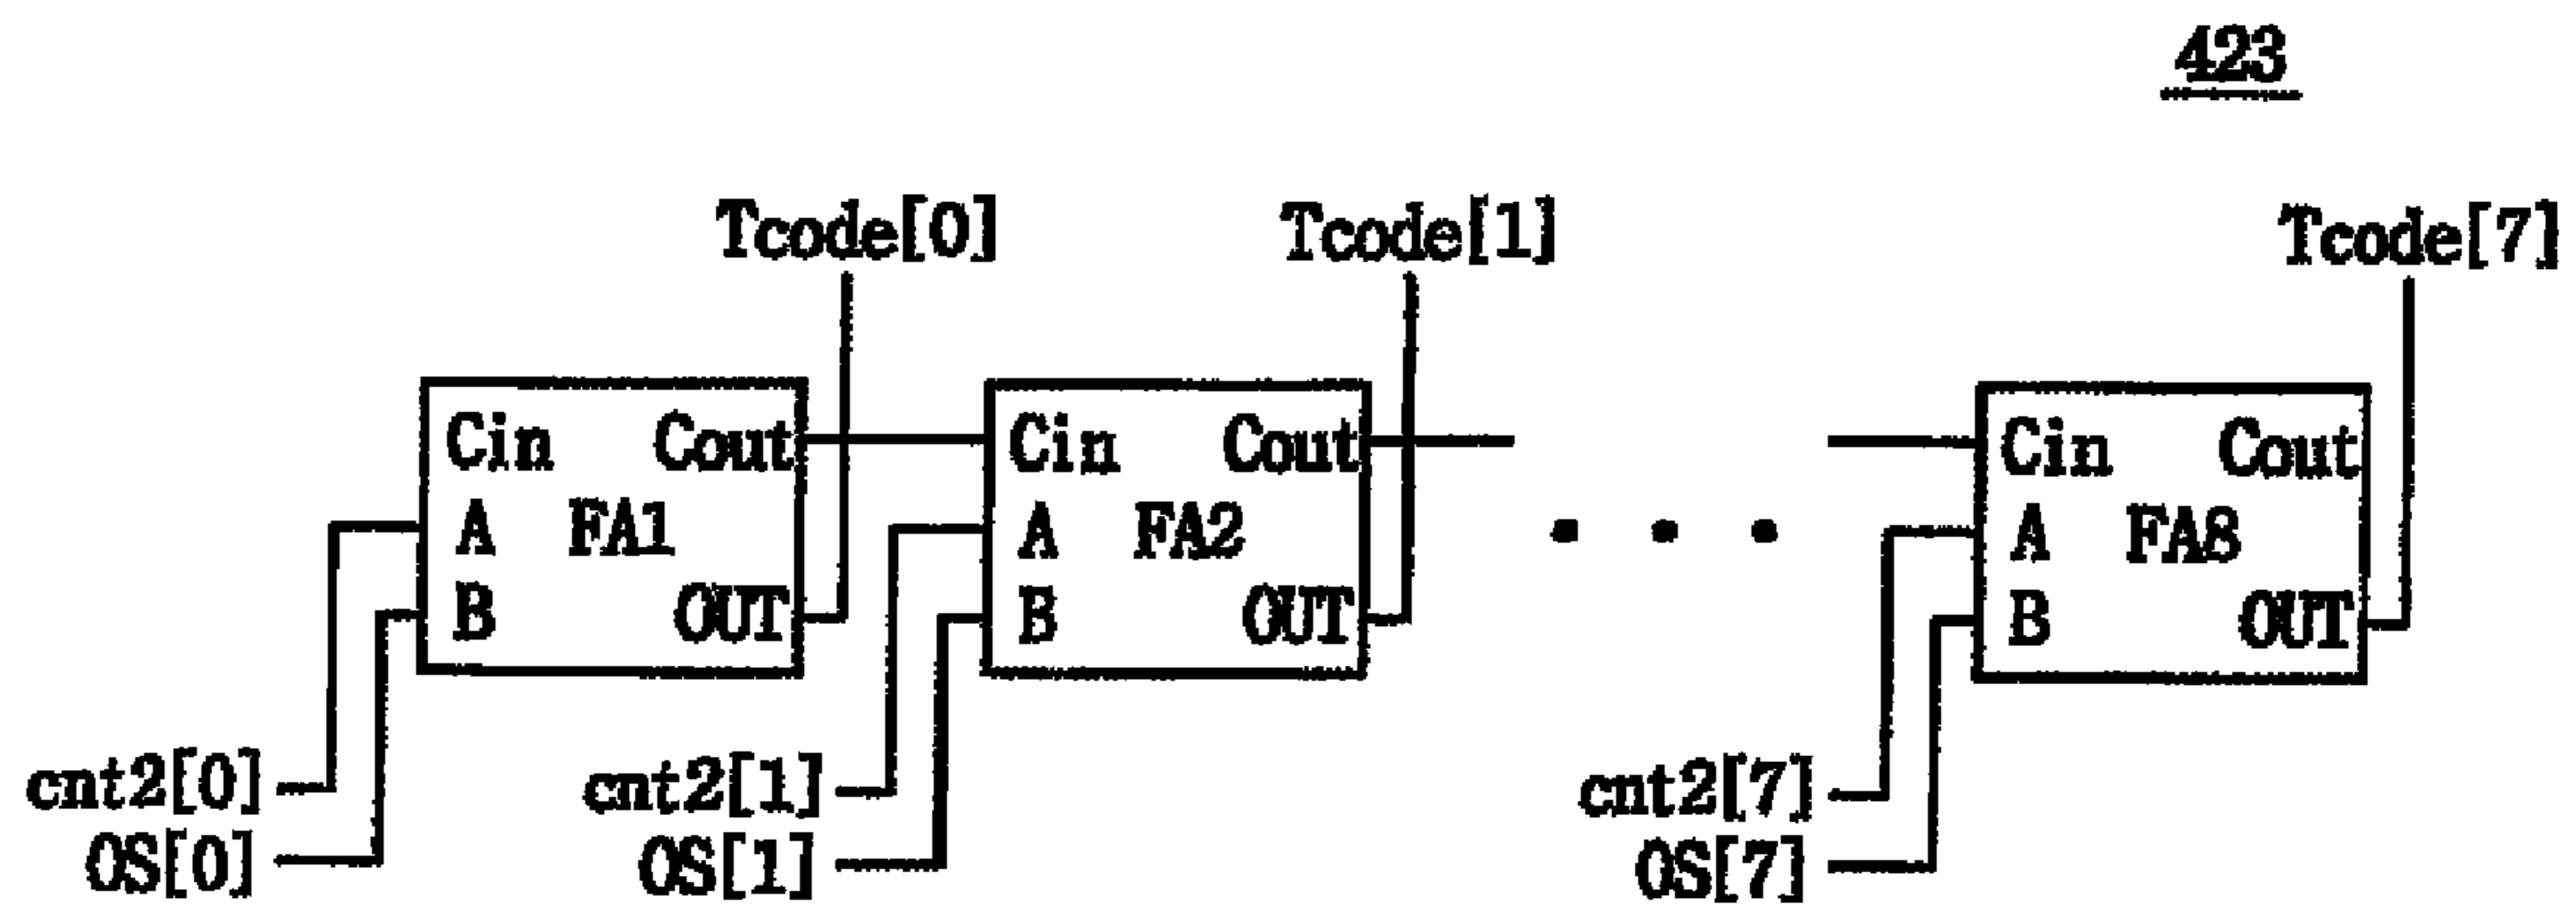 423
Tcode[0] Tcode[1] Tcode[7]
Cin Cout Cin Cout Cin Cout
A FA1 A FA2 A FA8
B OUT B OUT B OUT
cnt2[0] cnt2[1] cnt2[7]
OS[0] OS[1] OS[7]